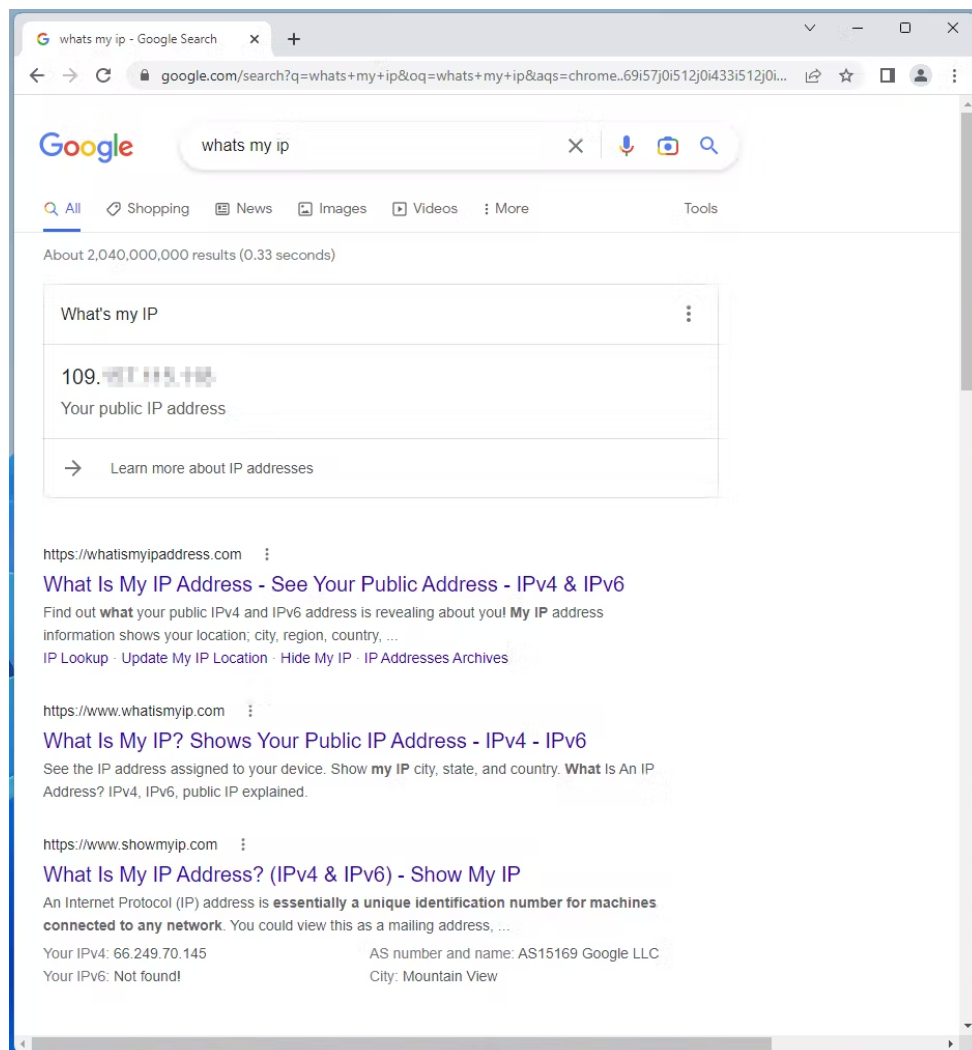 whats my ip - Google Search
google.com/search?q=whats+my+ip&oq=whats+my+ip&aqs=chrome..69i57j0i512j0i433i512j0i...
Google
whats my ip
All Shopping News Images Videos More Tools
About 2,040,000,000 results (0.33 seconds)
What's my IP
109.
Your public IP address
Learn more about IP addresses
https://whatismyipaddress.com
What Is My IP Address - See Your Public Address - IPv4 & IPv6
Find out what your public IPv4 and IPv6 address is revealing about you! My IP address
information shows your location; city, region, country, ...
IP Lookup · Update My IP Location · Hide My IP · IP Addresses Archives
https://www.whatismyip.com
What Is My IP? Shows Your Public IP Address - IPv4 - IPv6
See the IP address assigned to your device. Show my IP city, state, and country. What Is An IP
Address? IPv4, IPv6, public IP explained.
https://www.showmyip.com
What Is My IP Address? (IPv4 & IPv6) - Show My IP
An Internet Protocol (IP) address is essentially a unique identification number for machines
connected to any network. You could view this as a mailing address, ...
Your IPv4: 66.249.70.145 AS number and name: AS15169 Google LLC
Your IPv6: Not found! City: Mountain View